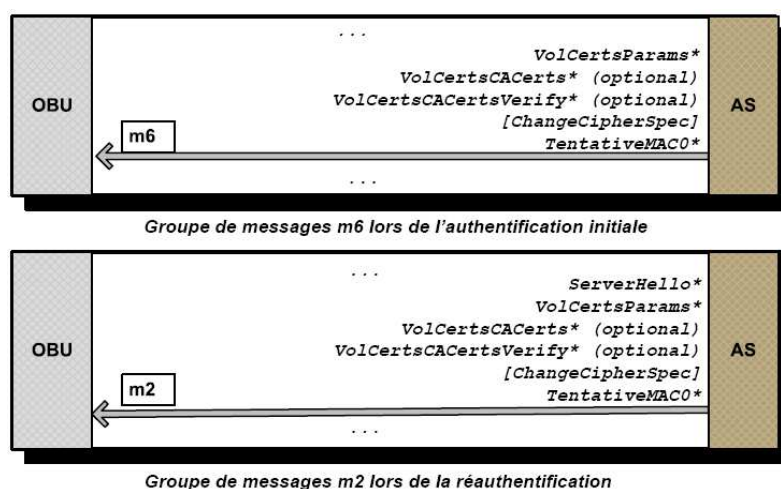 . . .
VolCertsParams*
VolCertsCACerts* (optional)
OBU
VolCertsCACertsVerify* (optional)
AS
[ChangeCipherSpec]
m6
TentativeMAC0*
. . .
Groupe de messages m6 lors de l'authentification initiale
. . .
ServerHello*
VolCertsParams*
VolCertsCACerts* (optional)
OBU
VolCertsCACertsVerify* (optional)
AS
[ChangeCipherSpec]
m2
TentativeMAC0*
. . .
Groupe de messages m2 lors de la réauthentification